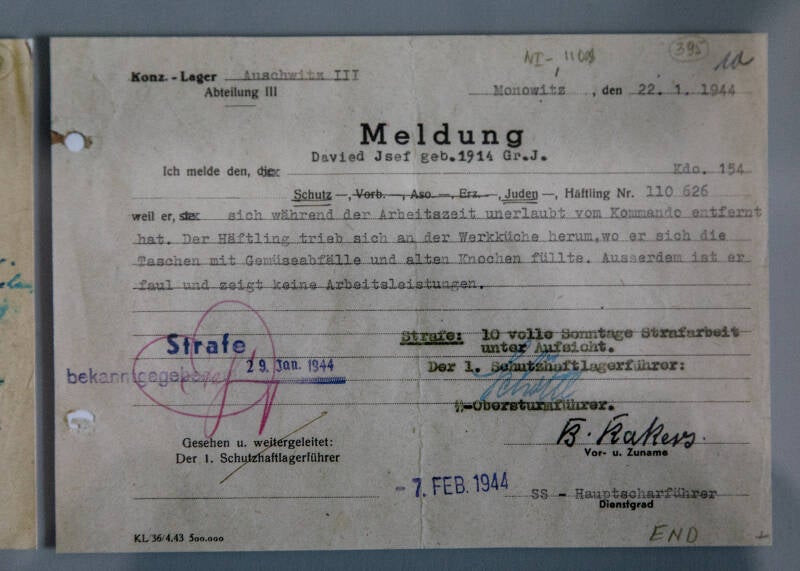 NI-11008
395
Konz.-Lager Auschwitz III
Abteilung III
Monowitz, den 22.1.1944
Meldung
Davied Jsef geb.1914 Gr.J.
Ich melde den, die
Kdo. 154
Schutz—, Vorb.—, Aso—, Erz.—, Juden—, Häftling Nr. 110 626
weil er, sie sich während der Arbeitszeit unerlaubt vom Kommando entfernt
hat. Der Häftling trieb sich an der Werkküche herum,wo er sich die
Taschen mit Gemüseabfälle und alten Knochen füllte. Ausserdem ist er
faul und zeigt keine Arbeitsleistungen.
Strafe
bekanntgegeben
29. Jan. 1944
Strafe: 10 volle Sonntage Strafarbeit
unter Aufsicht.
Der 1. Schutzhaftlagerführer:
SS-Obersturmführer.
Gesehen u. weitergeleitet:
Der 1. Schutzhaftlagerführer
B. Rakers.
Vor- u. Zuname
- 7. FEB. 1944
SS - Hauptscharführer
Dienstgrad
KL/36/4.43 500.000
END